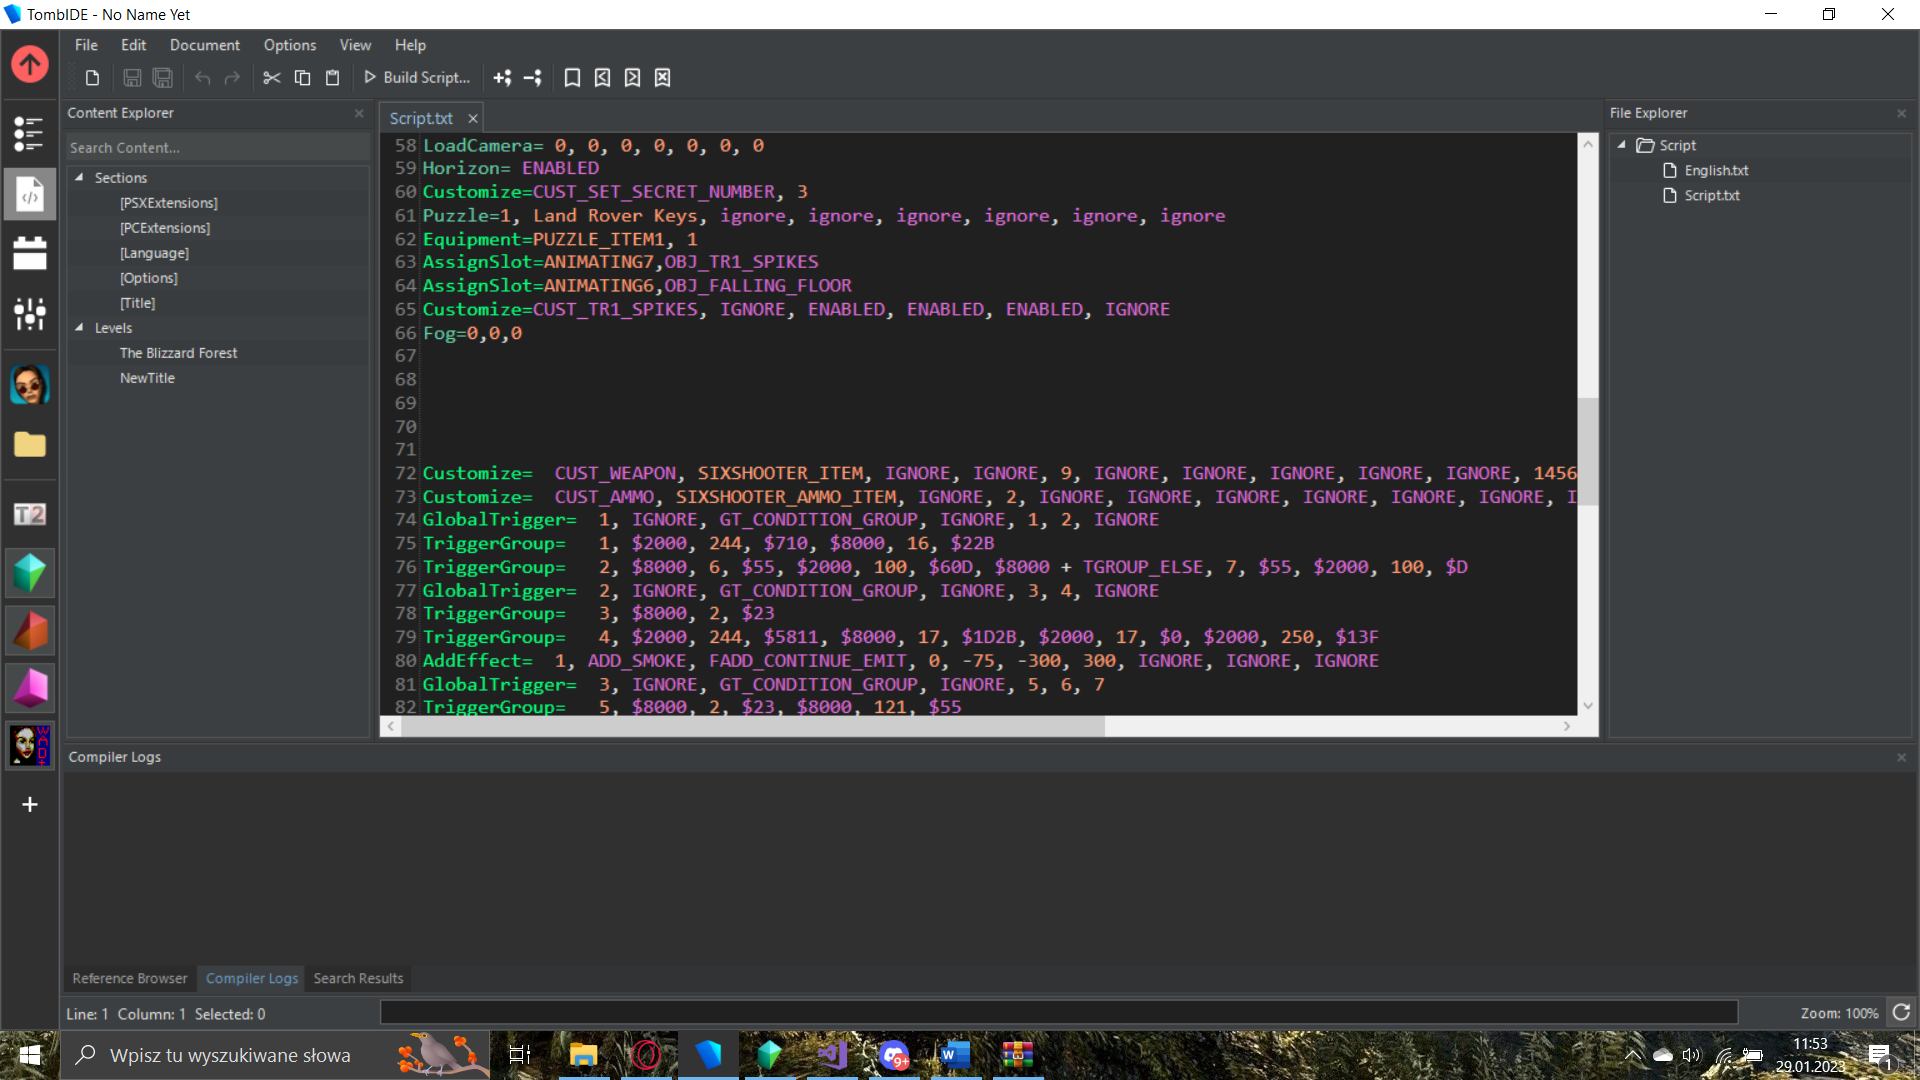 TombIDE - No Name Yet
File Edit Document Options View Help
Build Script...
Content Explorer
Search Content...
Sections
[PSXExtensions]
[PCExtensions]
[Language]
[Options]
[Title]
Levels
The Blizzard Forest
NewTitle
Script.txt
58 LoadCamera= 0, 0, 0, 0, 0, 0, 0
59 Horizon= ENABLED
60 Customize=CUST_SET_SECRET_NUMBER, 3
61 Puzzle=1, Land Rover Keys, ignore, ignore, ignore, ignore, ignore, ignore
62 Equipment=PUZZLE_ITEM1, 1
63 AssignSlot=ANIMATING7,OBJ_TR1_SPIKES
64 AssignSlot=ANIMATING6,OBJ_FALLING_FLOOR
65 Customize=CUST_TR1_SPIKES, IGNORE, ENABLED, ENABLED, ENABLED, IGNORE
66 Fog=0,0,0
67
68
69
70
71
72 Customize= CUST_WEAPON, SIXSHOOTER_ITEM, IGNORE, IGNORE, 9, IGNORE, IGNORE, IGNORE, IGNORE, IGNORE, 1456
73 Customize= CUST_AMMO, SIXSHOOTER_AMMO_ITEM, IGNORE, 2, IGNORE, IGNORE, IGNORE, IGNORE, IGNORE, IGNORE, I
74 GlobalTrigger= 1, IGNORE, GT_CONDITION_GROUP, IGNORE, 1, 2, IGNORE
75 TriggerGroup= 1, $2000, 244, $710, $8000, 16, $22B
76 TriggerGroup= 2, $8000, 6, $55, $2000, 100, $60D, $8000 + TGROUP_ELSE, 7, $55, $2000, 100, $D
77 GlobalTrigger= 2, IGNORE, GT_CONDITION_GROUP, IGNORE, 3, 4, IGNORE
78 TriggerGroup= 3, $8000, 2, $23
79 TriggerGroup= 4, $2000, 244, $5811, $8000, 17, $1D2B, $2000, 17, $0, $2000, 250, $13F
80 AddEffect= 1, ADD_SMOKE, FADD_CONTINUE_EMIT, 0, -75, -300, 300, IGNORE, IGNORE, IGNORE
81 GlobalTrigger= 3, IGNORE, GT_CONDITION_GROUP, IGNORE, 5, 6, 7
82 TriggerGroup= 5, $8000, 2, $23, $8000, 121, $55
File Explorer
Script
English.txt
Script.txt
T2
Compiler Logs
Reference Browser Compiler Logs Search Results
Line: 1 Column: 1 Selected: 0
Zoom: 100%
Wpisz tu wyszukiwane słowa
9+
11:53
29.01.2023
1